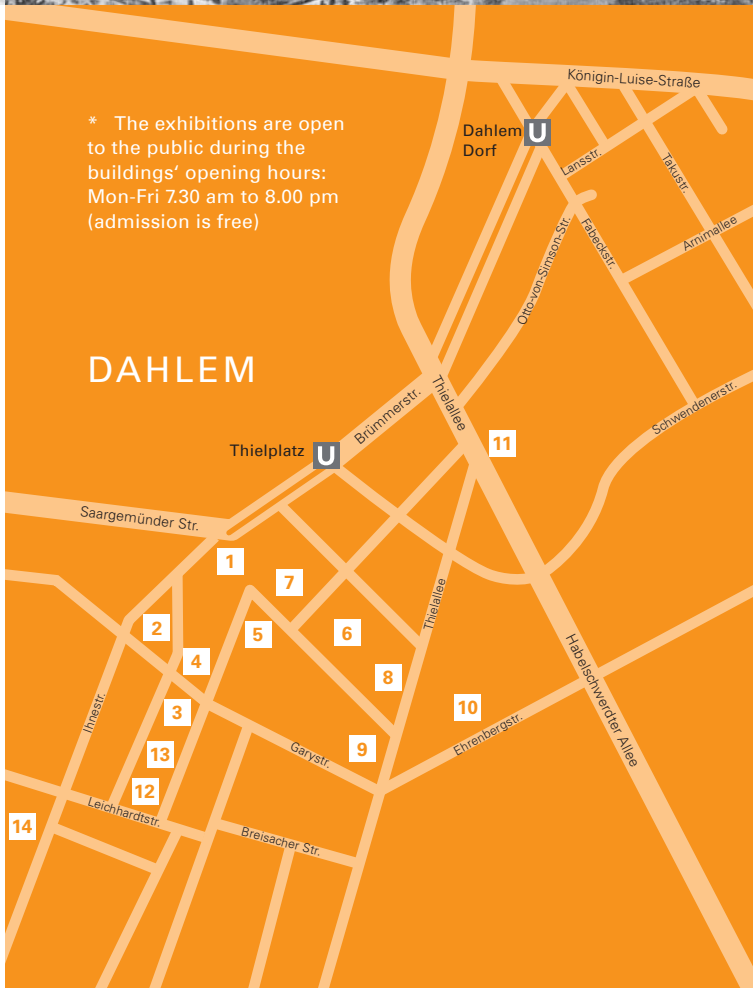 Königin-Luise-Straße
* The exhibitions are open
to the public during the
buildings‘ opening hours:
Mon-Fri 7.30 am to 8.00 pm
(admission is free)
Dahlem
Dorf
U
Lansstr.
Takustr.
Arnimallee
Fabeckstr.
Otto-von-Simson-Str.
DAHLEM
Thielallee
Brümmerstr.
Schwendenerstr.
Thielplatz
U
11
Saargemünder Str.
1
7
Thielallee
2
5
6
4
8
Habelschwerdter Allee
Ihnestr.
3
10
Ehrenbergstr.
13
Garystr.
9
12
Leichhardtstr.
14
Breisacher Str.